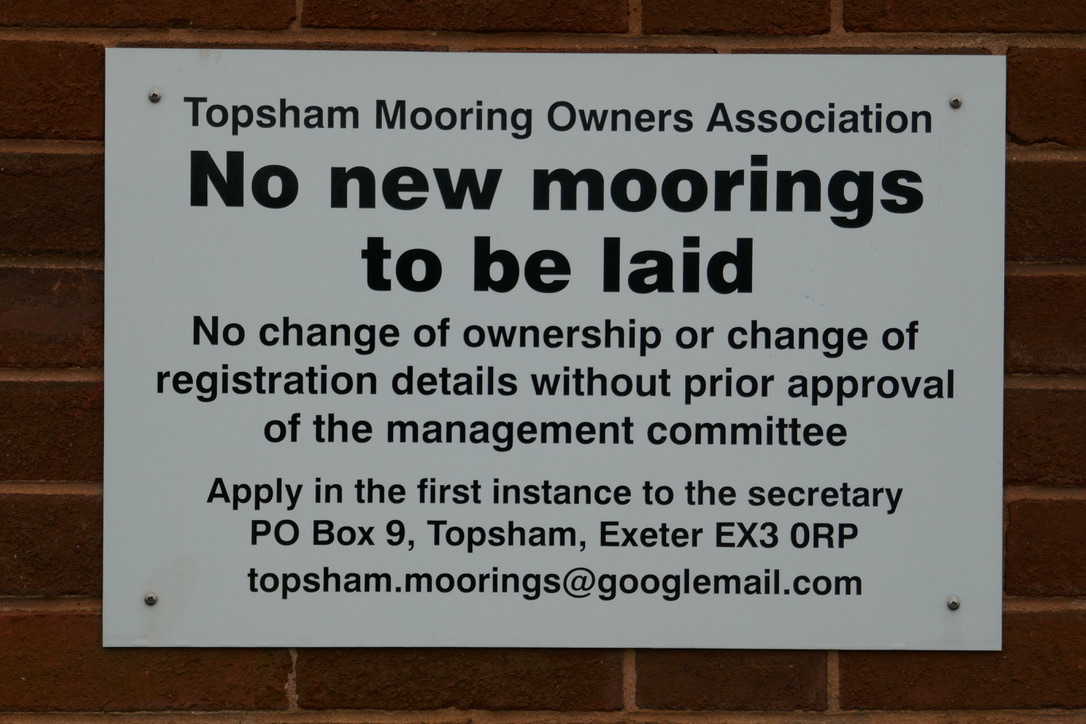 Topsham Mooring Owners Association
No new moorings
to be laid
No change of ownership or change of
registration details without prior approval
of the management committee
Apply in the first instance to the secretary
PO Box 9, Topsham, Exeter EX3 0RP
topsham.moorings@googlemail.com